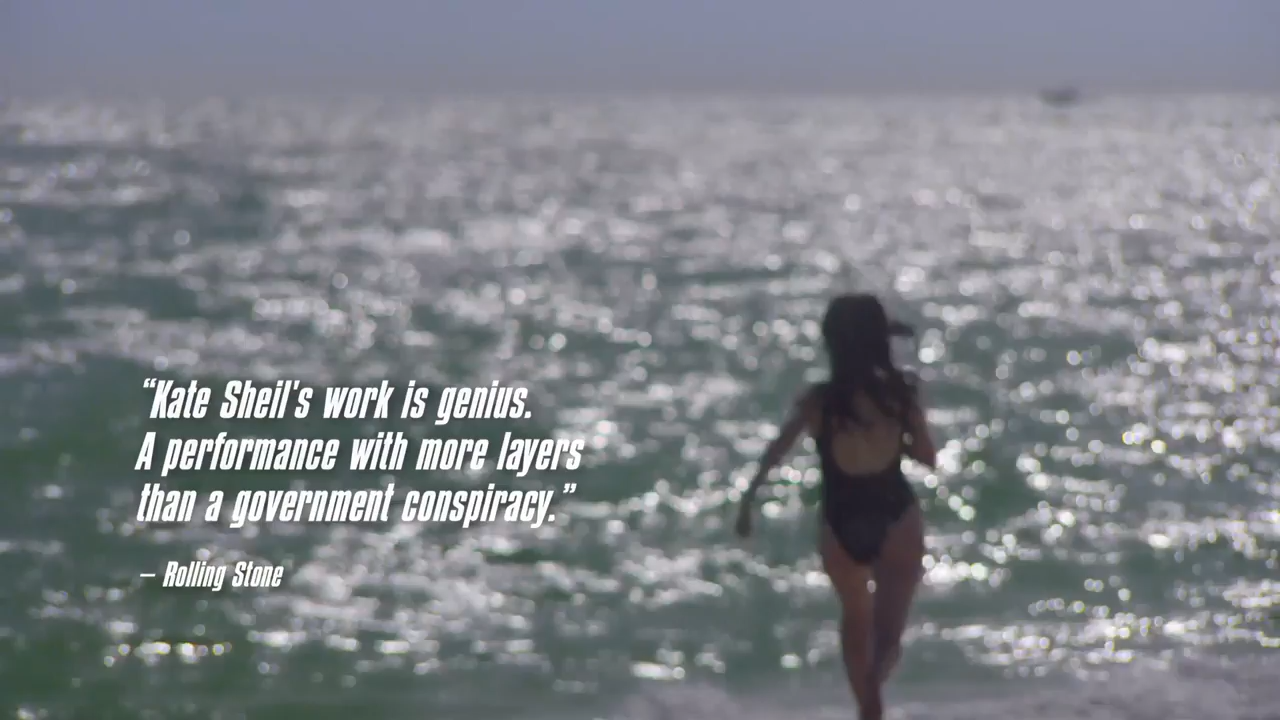 “Kate Sheil's work is genius.
A performance with more layers
than a government conspiracy.”
– Rolling Stone